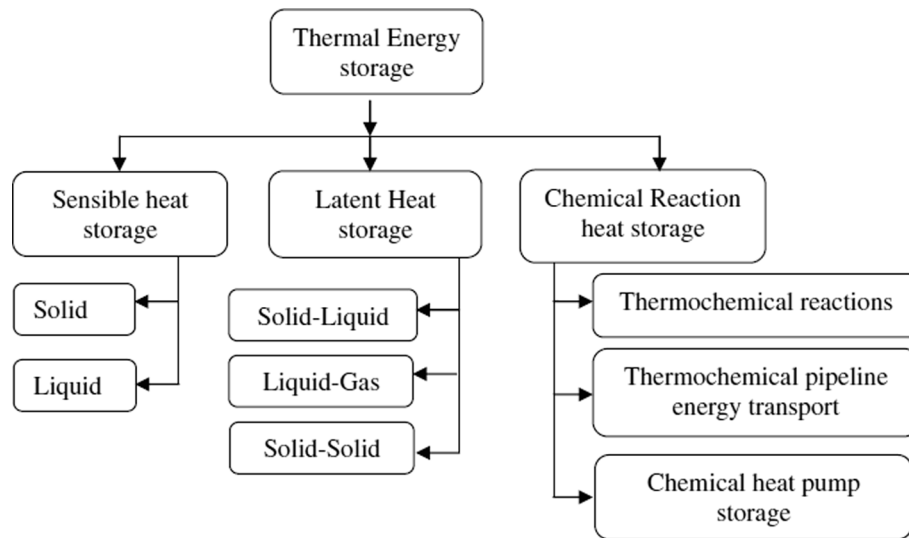 Thermal Energy
storage
Sensible heat
storage
Latent Heat
storage
Chemical Reaction
heat storage
Solid
Liquid
Solid-Liquid
Liquid-Gas
Solid-Solid
Thermochemical reactions
Thermochemical pipeline
energy transport
Chemical heat pump
storage